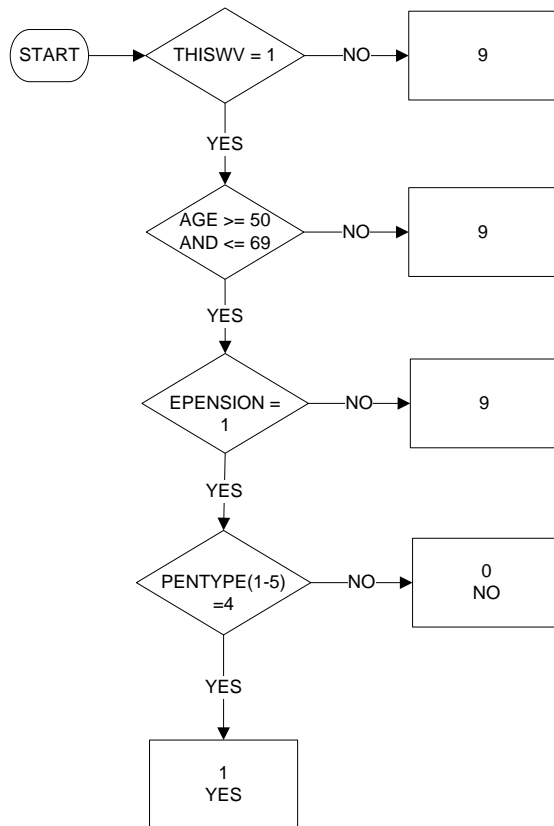 START
THISWV = 1
NO
9
YES
AGE >= 50
AND <= 69
NO
9
YES
EPENSION =
1
NO
9
YES
PENTYPE(1-5)
=4
NO
0
NO
YES
1
YES